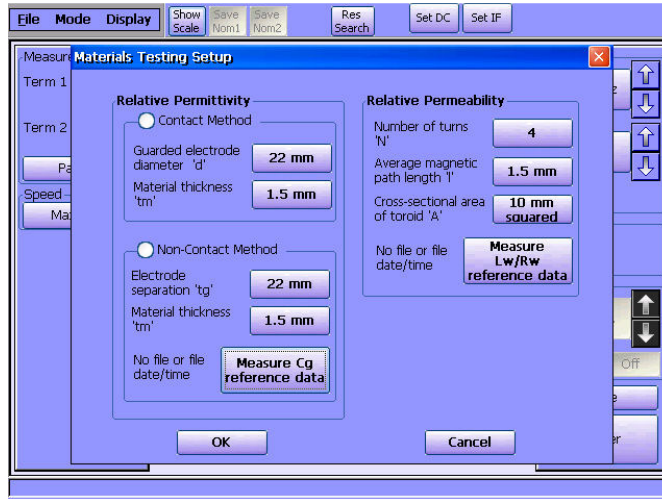 File Mode Display
Show
Scale
Save
Nom1
Save
Nom2
Res
Search
Set DC
Set IF
Measure
Term 1
Term 2
Speed
Materials Testing Setup
Relative Permittivity
Contact Method
Guarded electrode
diameter 'd'
22 mm
Material thickness
'tm'
1.5 mm
Non-Contact Method
Electrode
separation 'tg'
22 mm
Material thickness
'tm'
1.5 mm
No file or file
date/time
Measure Cg
reference data
Relative Permeability
Number of turns
'N'
4
Average magnetic
path length 'l'
1.5 mm
Cross-sectional area
of toroid 'A'
10 mm
squared
No file or file
date/time
Measure
Lw/Rw
reference data
Off
OK
Cancel